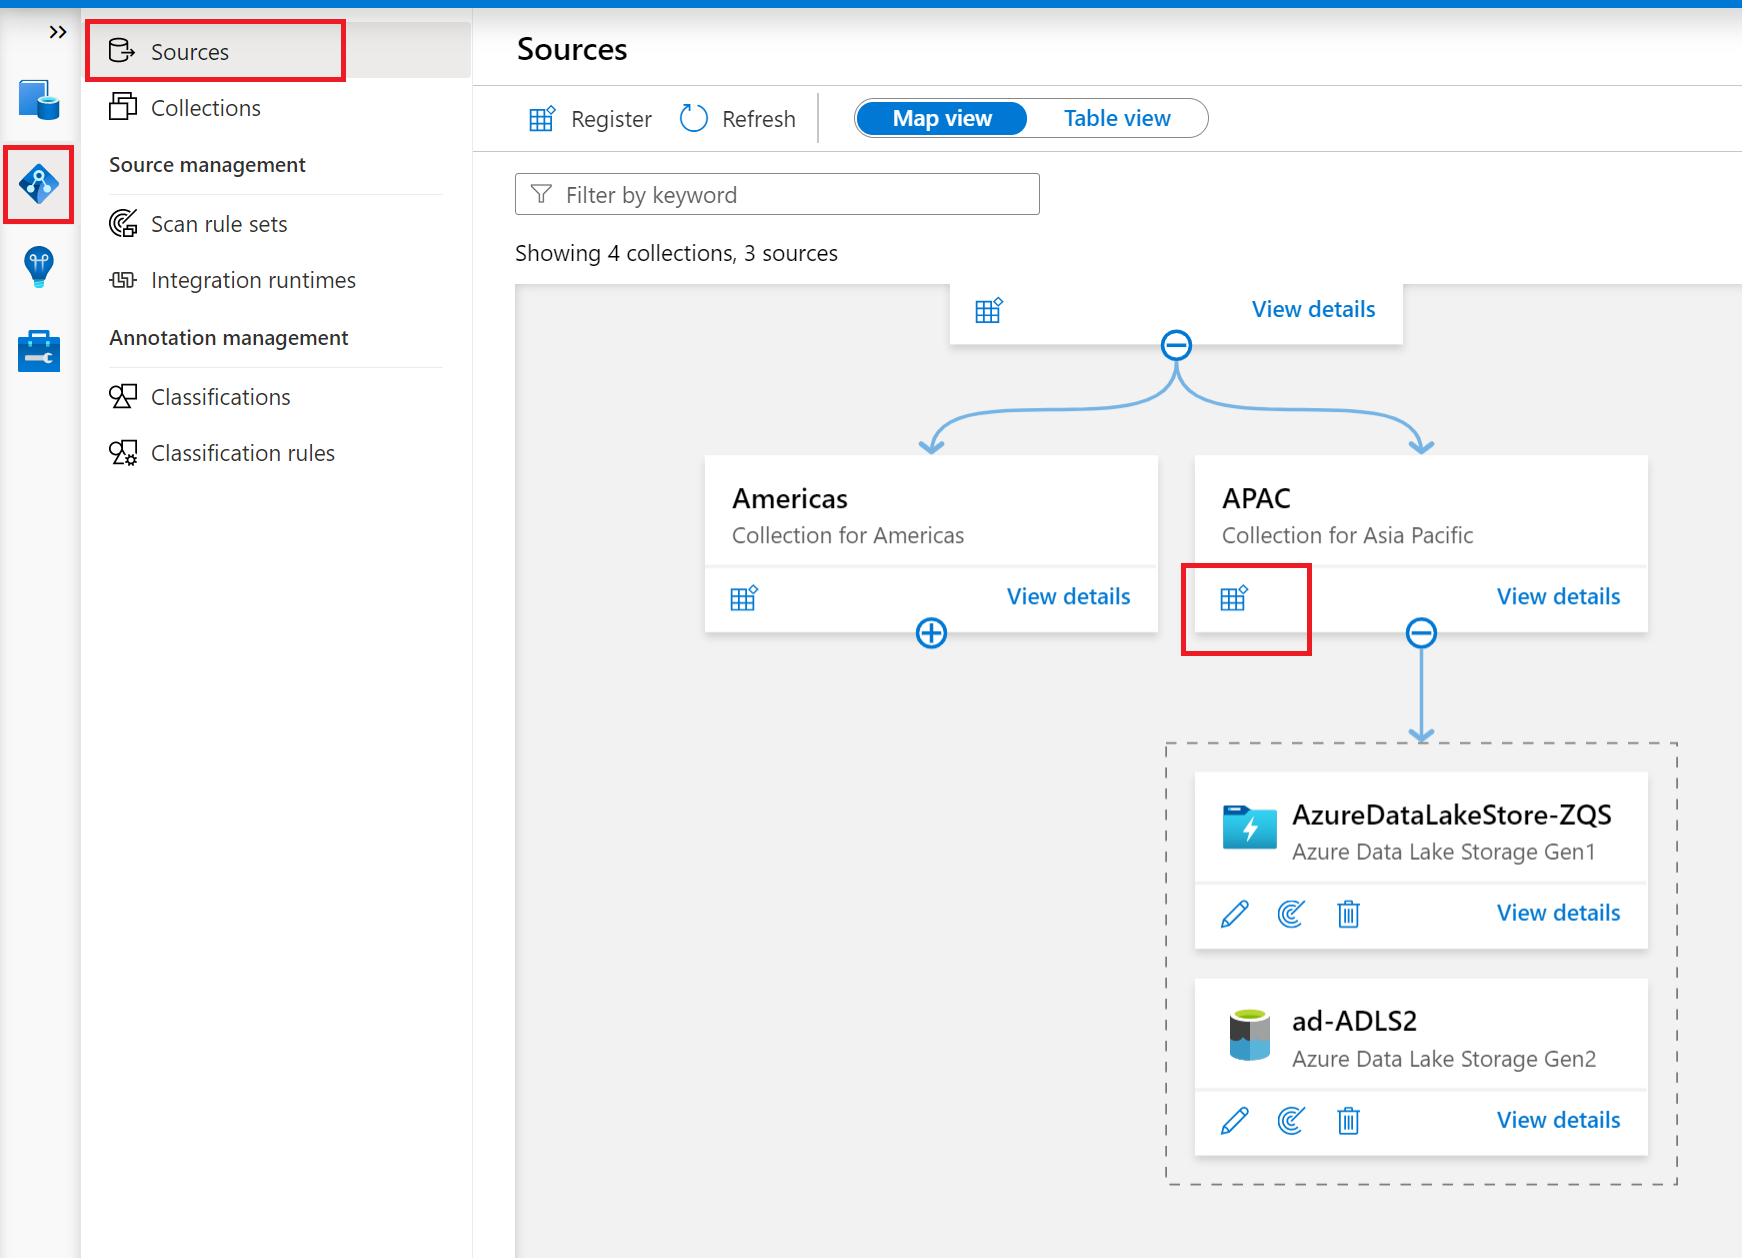 Sources
Collections
Source management
Scan rule sets
Integration runtimes
Annotation management
Classifications
Classification rules
Sources
Register
Refresh
Map view
Table view
Filter by keyword
Showing 4 collections, 3 sources
View details
Americas
Collection for Americas
View details
APAC
Collection for Asia Pacific
View details
AzureDataLakeStore-ZQS
Azure Data Lake Storage Gen1
View details
ad-ADLS2
Azure Data Lake Storage Gen2
View details